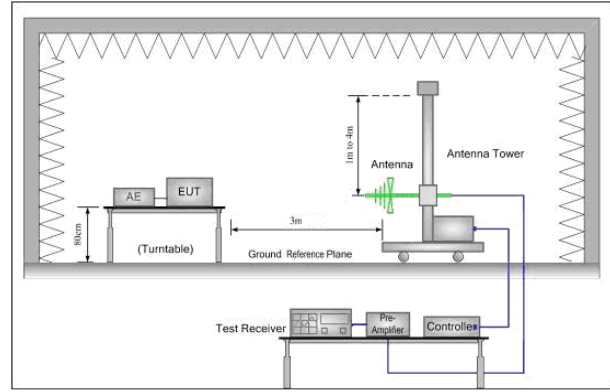 1m to 4m
Antenna
Antenna Tower
AE
EUT
80cm
(Turntable)
3m
Ground Reference Plane
Test Receiver
Pre-
Amplifier
Controller